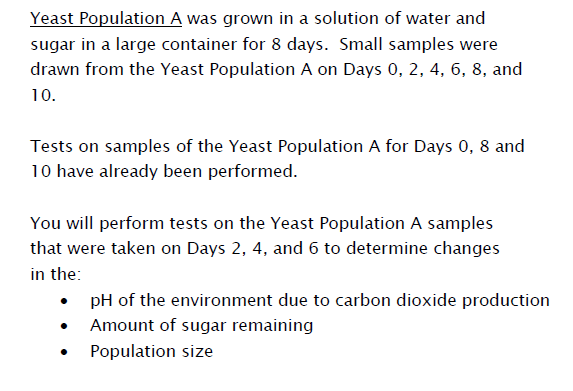 Yeast Population A was grown in a solution of water and
sugar in a large container for 8 days.  Small samples were
drawn from the Yeast Population A on Days 0, 2, 4, 6, 8, and
10.
Tests on samples of the Yeast Population A for Days 0, 8 and
10 have already been performed.
You will perform tests on the Yeast Population A samples
that were taken on Days 2, 4, and 6 to determine changes
in the:
• pH of the environment due to carbon dioxide production
• Amount of sugar remaining
• Population size